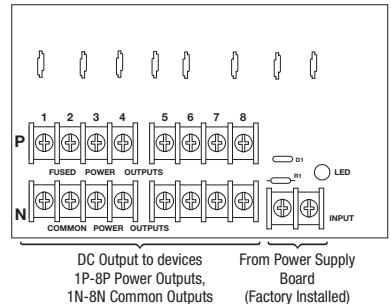 1 2 3 4 5 6 7 8
P
D1
FUSED POWER OUTPUTS
R1
LED
N
INPUT
COMMON POWER OUTPUTS
DC Output to devices
1P-8P Power Outputs,
1N-8N Common Outputs
From Power Supply
Board
(Factory Installed)